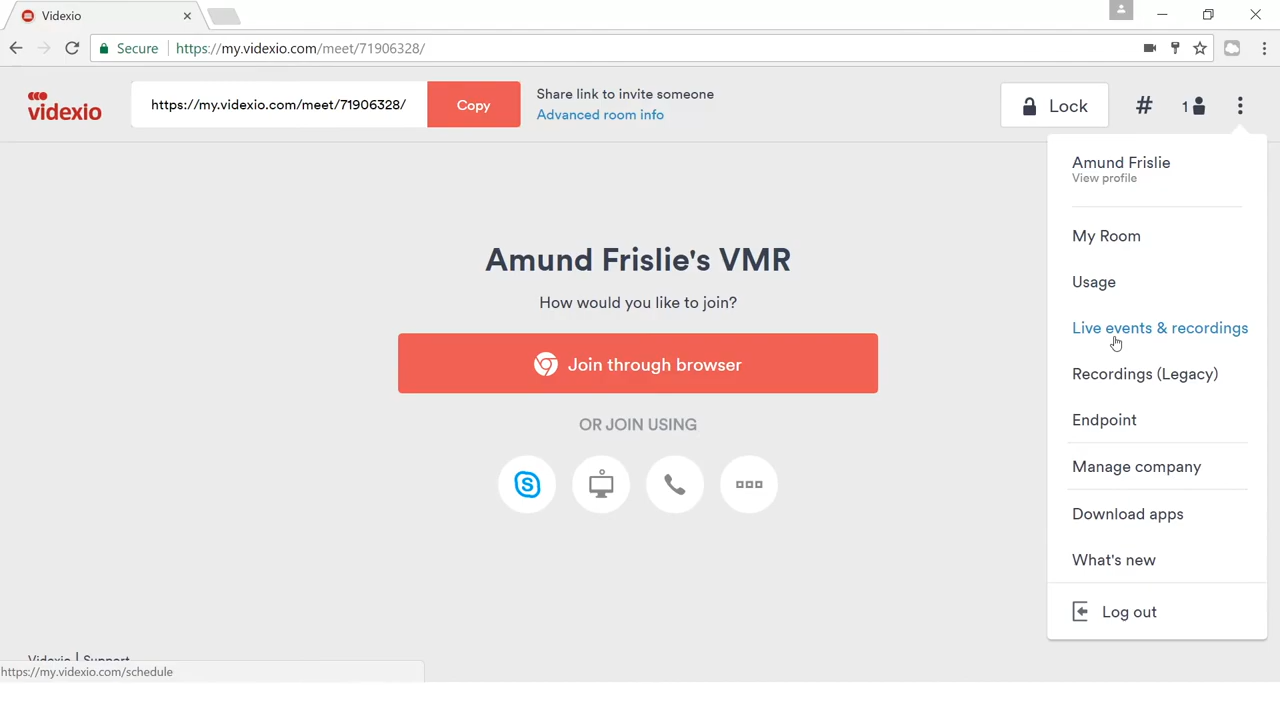 Videxio
Secure
https://my.videxio.com/meet/71906328/
videxio
https://my.videxio.com/meet/71906328/
Copy
Share link to invite someone
Advanced room info
Lock
#
1
Amund Frislie
View profile
My Room
Usage
Live events & recordings
Recordings (Legacy)
Endpoint
Manage company
Download apps
What's new
Log out
Amund Frislie's VMR
How would you like to join?
Join through browser
OR JOIN USING
S
Videxio | Support
https://my.videxio.com/schedule